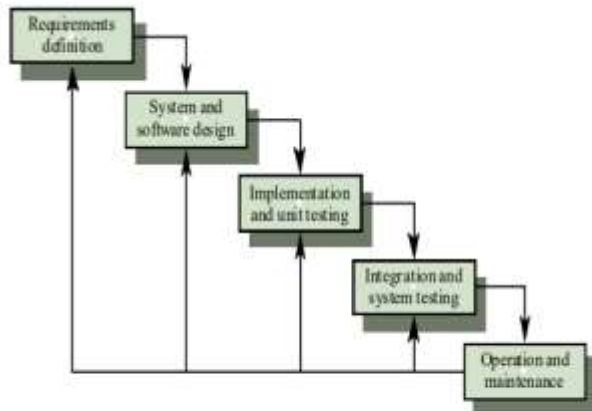 Requirements
definition
System and
software design
Implementation
and unit testing
Integration and
system testing
Operation and
maintenance